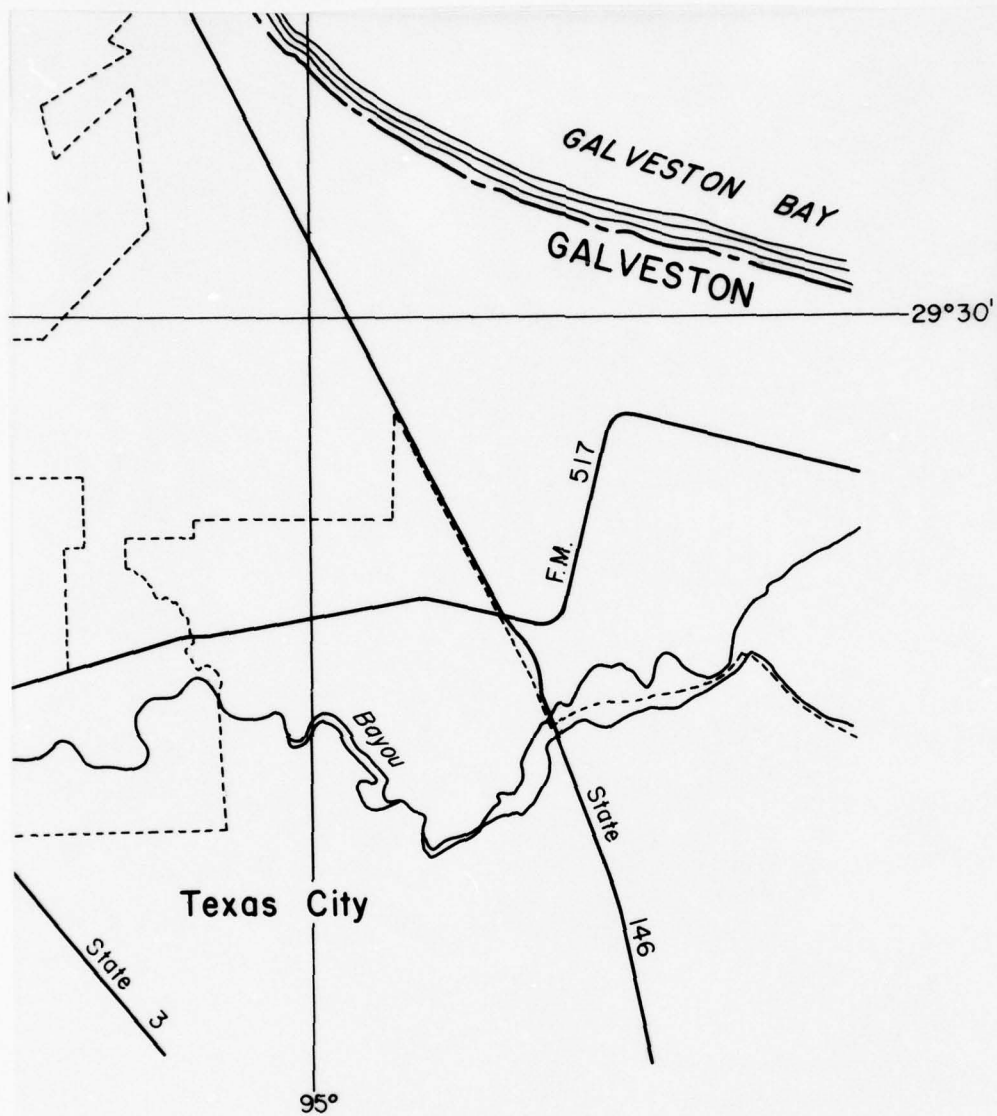 GALVESTON BAY
GALVESTON
29°30'
F.M. 517
Bayou
State 146
Texas City
State 3
95°